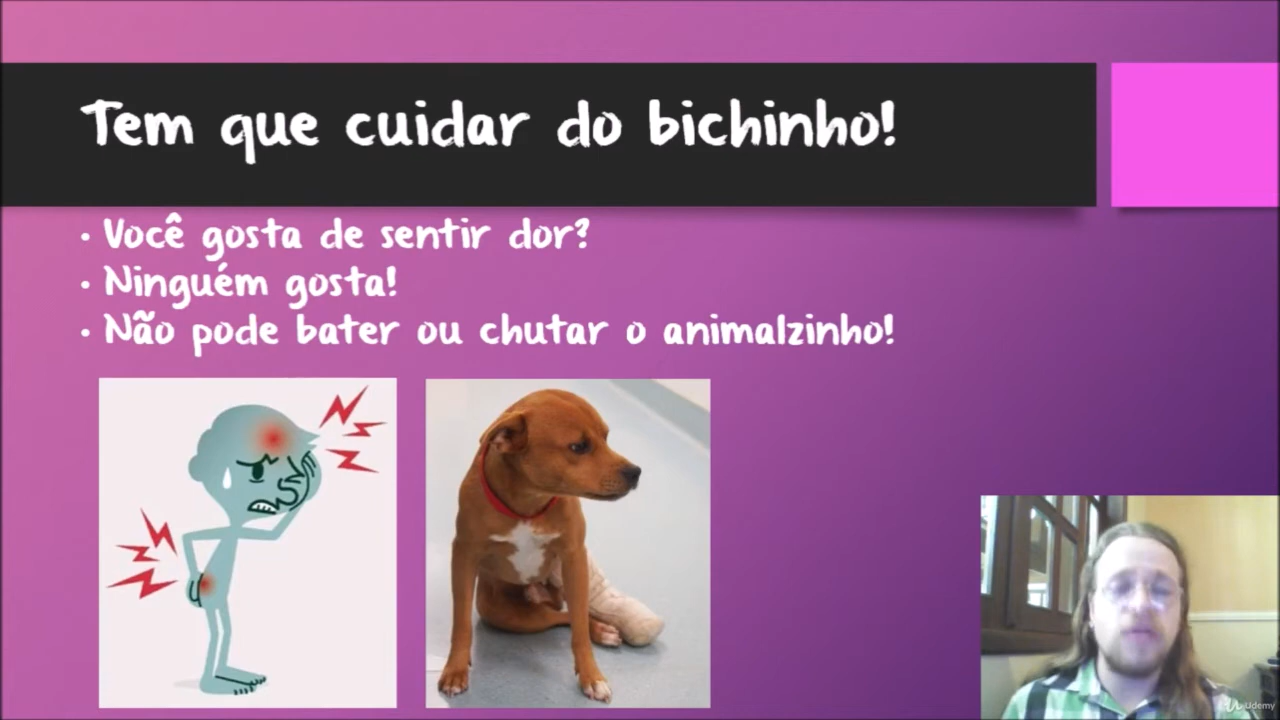 Tem que cuidar do bichinho!
• Você gosta de sentir dor?
• Ninguém gosta!
• Não pode bater ou chutar o animalzinho!
Udemy